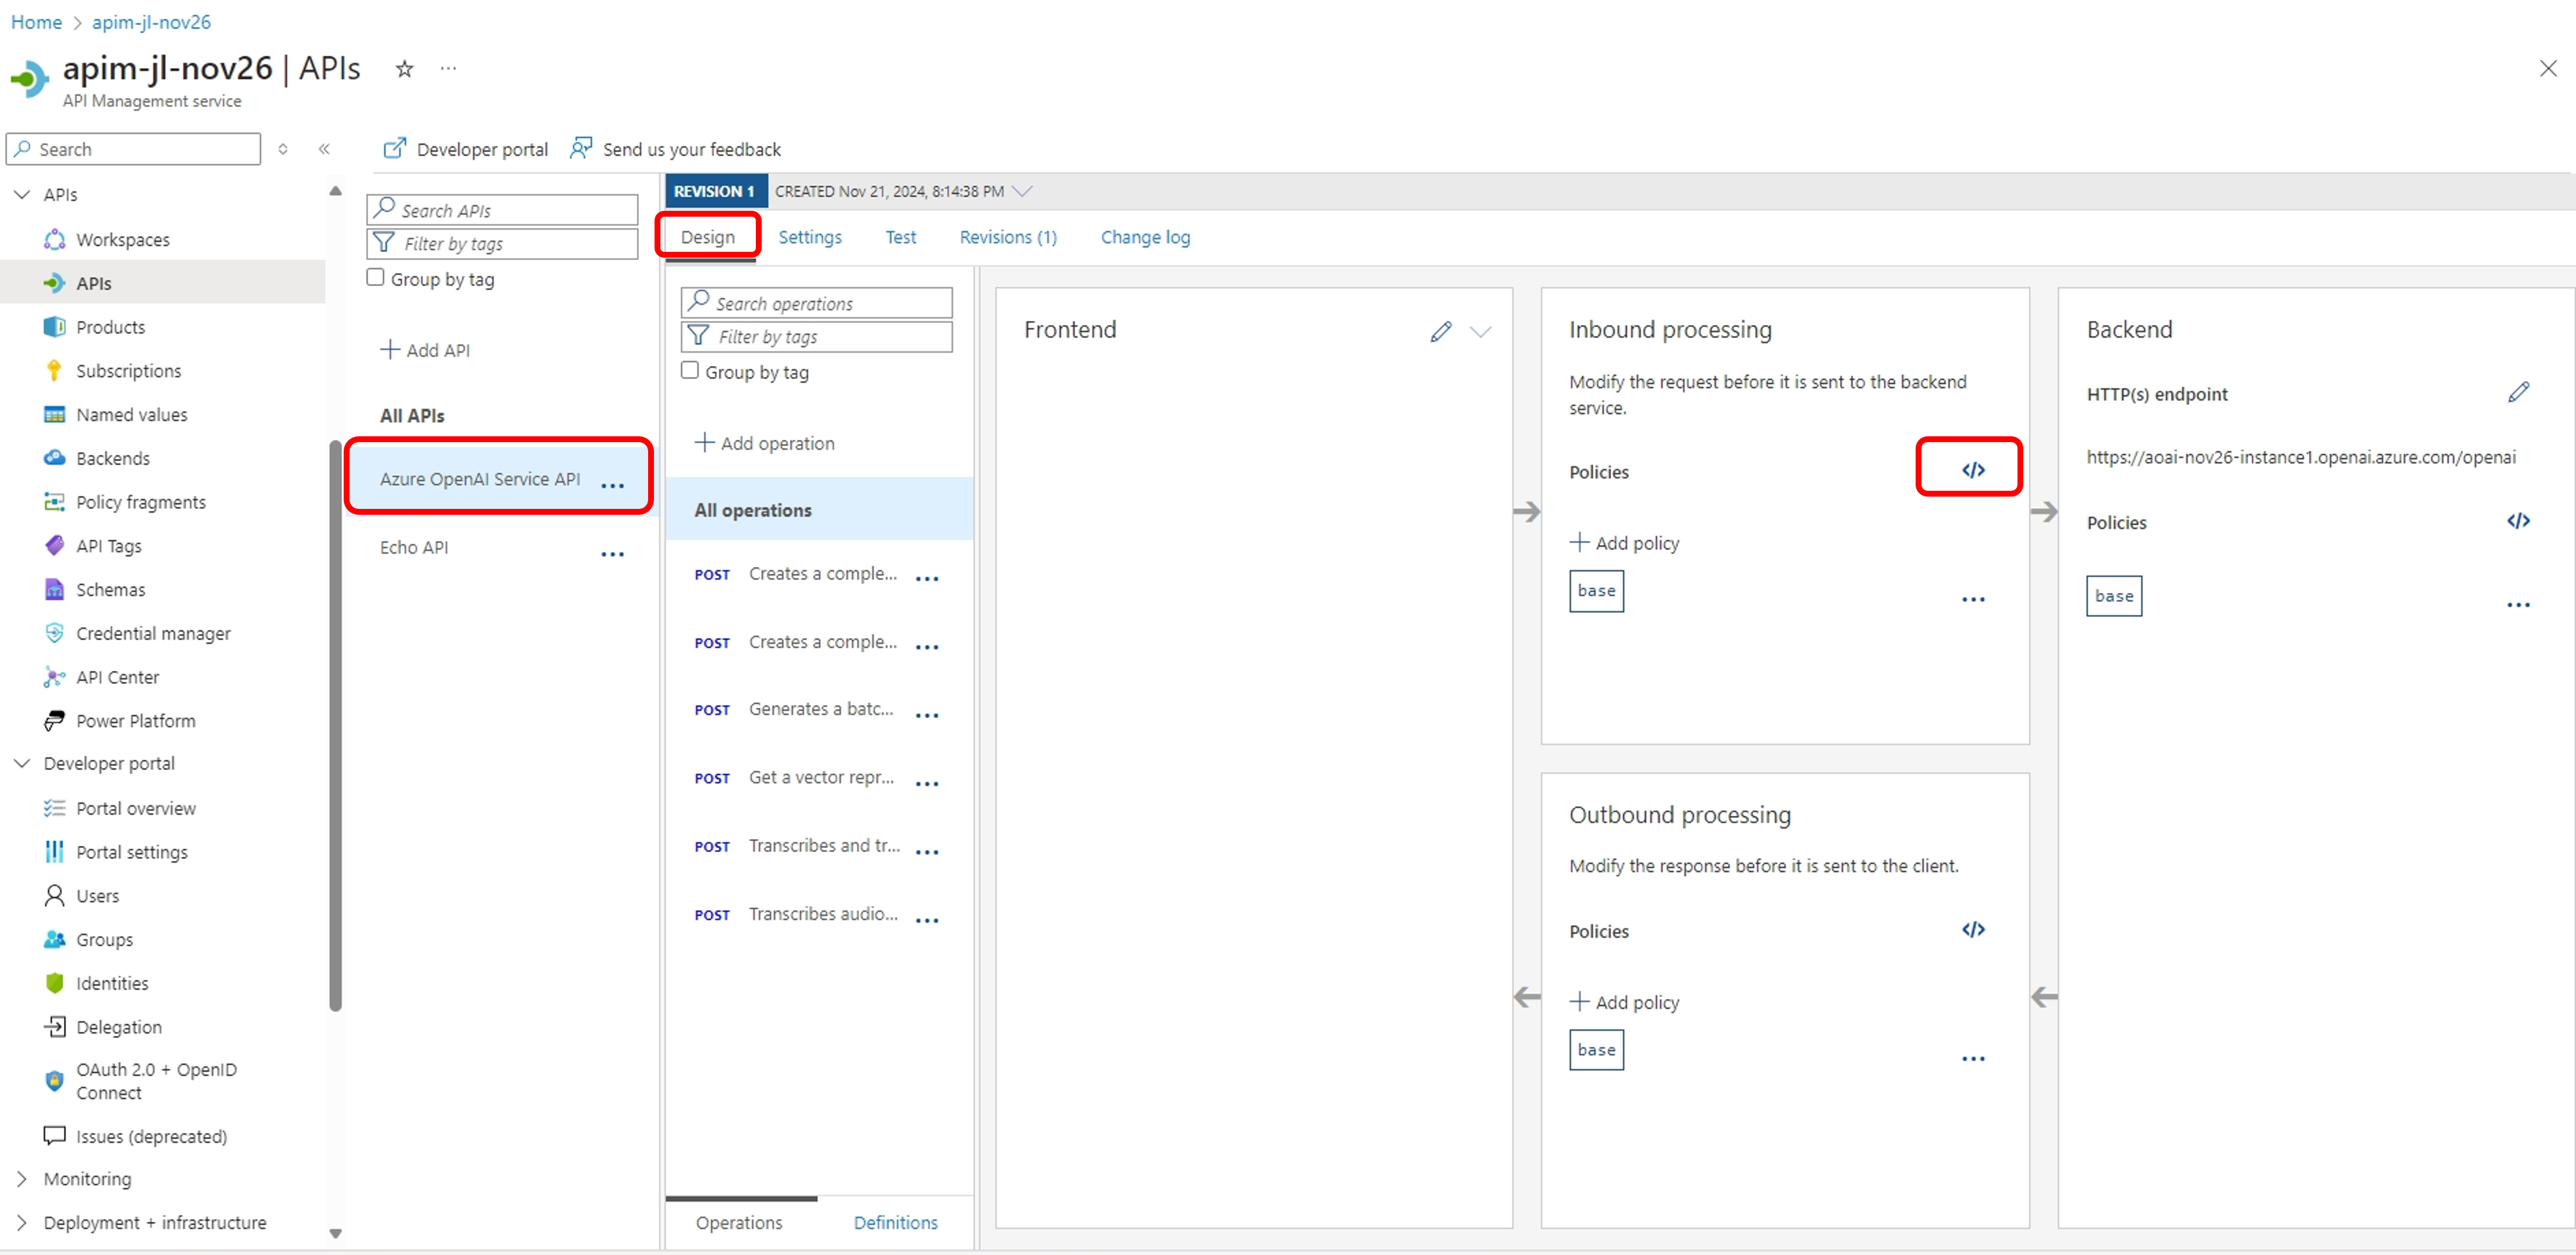 Home > apim-jl-nov26
apim-jl-nov26 | APIs
API Management service
Search
APIs
Workspaces
APIs
Products
Subscriptions
Named values
Backends
Policy fragments
API Tags
Schemas
Credential manager
API Center
Power Platform
Developer portal
Portal overview
Portal settings
Users
Groups
Identities
Delegation
OAuth 2.0 + OpenID
Connect
Issues (deprecated)
Monitoring
Deployment + infrastructure
Developer portal
Send us your feedback
Search APIs
Filter by tags
Group by tag
+ Add API
All APIs
Azure OpenAI Service API ...
Echo API ...
REVISION 1 CREATED Nov 21, 2024, 8:14:38 PM
Design Settings Test Revisions (1) Change log
Search operations
Filter by tags
Group by tag
+ Add operation
All operations
POST Creates a comple... ...
POST Creates a comple... ...
POST Generates a batc... ...
POST Get a vector repr... ...
POST Transcribes and tr... ...
POST Transcribes audio... ...
Operations Definitions
Frontend
Inbound processing
Modify the request before it is sent to the backend
service.
Policies </>
+ Add policy
base ...
Outbound processing
Modify the response before it is sent to the client.
Policies </>
+ Add policy
base ...
Backend
HTTP(s) endpoint
https://aoai-nov26-instance1.openai.azure.com/openai
Policies </>
base ...